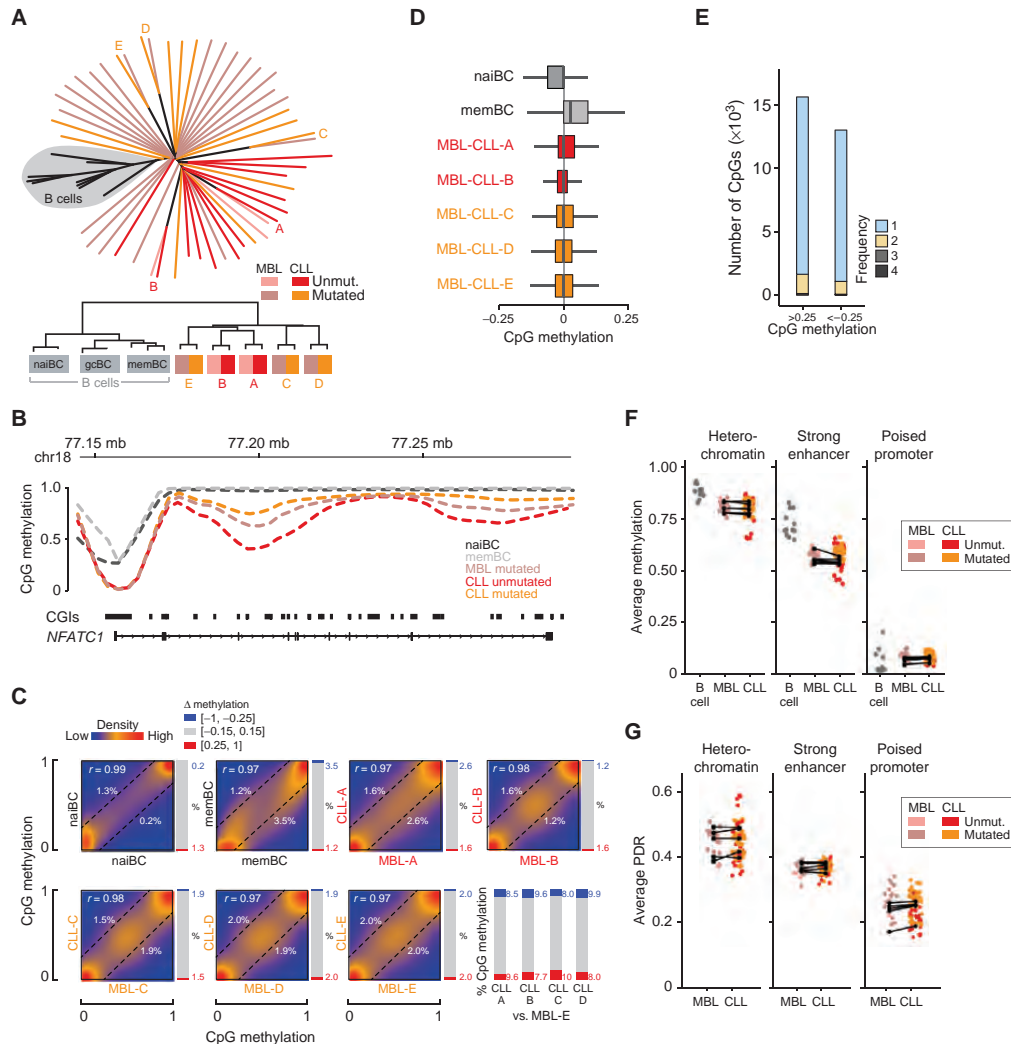 A
D
E
C
B cells
A
B
MBL CLL
Unmut.
Mutated
naiBC
gcBC
memBC
B cells
E
B
A
C
D
D
naiBC
memBC
MBL-CLL-A
MBL-CLL-B
MBL-CLL-C
MBL-CLL-D
MBL-CLL-E
−0.25
0
0.25
CpG methylation
E
Number of CpGs (×10³)
15
10
5
0
>0.25
<−0.25
CpG methylation
Frequency
1
2
3
4
B
77.15 mb
77.20 mb
77.25 mb
chr18
CpG methylation
1.0
0.5
0
naiBC
memBC
MBL mutated
CLL unmutated
CLL mutated
CGIs
NFATC1
C
Density
Low
High
Δ methylation
[−1, −0.25]
[−0.15, 0.15]
[0.25, 1]
CpG methylation
1
0
naiBC
r = 0.99
1.3%
0.2%
naiBC
0.2
%
1.3
memBC
r = 0.97
1.2%
3.5%
memBC
3.5
%
1.2
CLL-A
r = 0.97
1.6%
2.6%
MBL-A
2.6
%
1.6
CLL-B
r = 0.98
1.6%
1.2%
MBL-B
1.2
%
1.6
1
0
CLL-C
r = 0.98
1.5%
1.9%
MBL-C
1.9
%
1.5
CLL-D
r = 0.97
2.0%
1.9%
MBL-D
1.9
%
2.0
CLL-E
r = 0.97
2.0%
2.0%
MBL-E
2.0
%
2.0
% CpG methylation
8.5
9.6
8.0
9.9
9.6
7.7
10
8.0
CLL CLL CLL CLL
A B C D
vs. MBL-E
0 1
0 1
0 1
CpG methylation
F
Hetero-
chromatin
Strong
enhancer
Poised
promoter
Average methylation
1.00
0.75
0.50
0.25
0
B
cell
MBL
CLL
B
cell
MBL
CLL
B
cell
MBL
CLL
MBL CLL
Unmut.
Mutated
G
Hetero-
chromatin
Strong
enhancer
Poised
promoter
Average PDR
0.6
0.4
0.2
0
MBL CLL
MBL CLL
MBL CLL
MBL CLL
Unmut.
Mutated